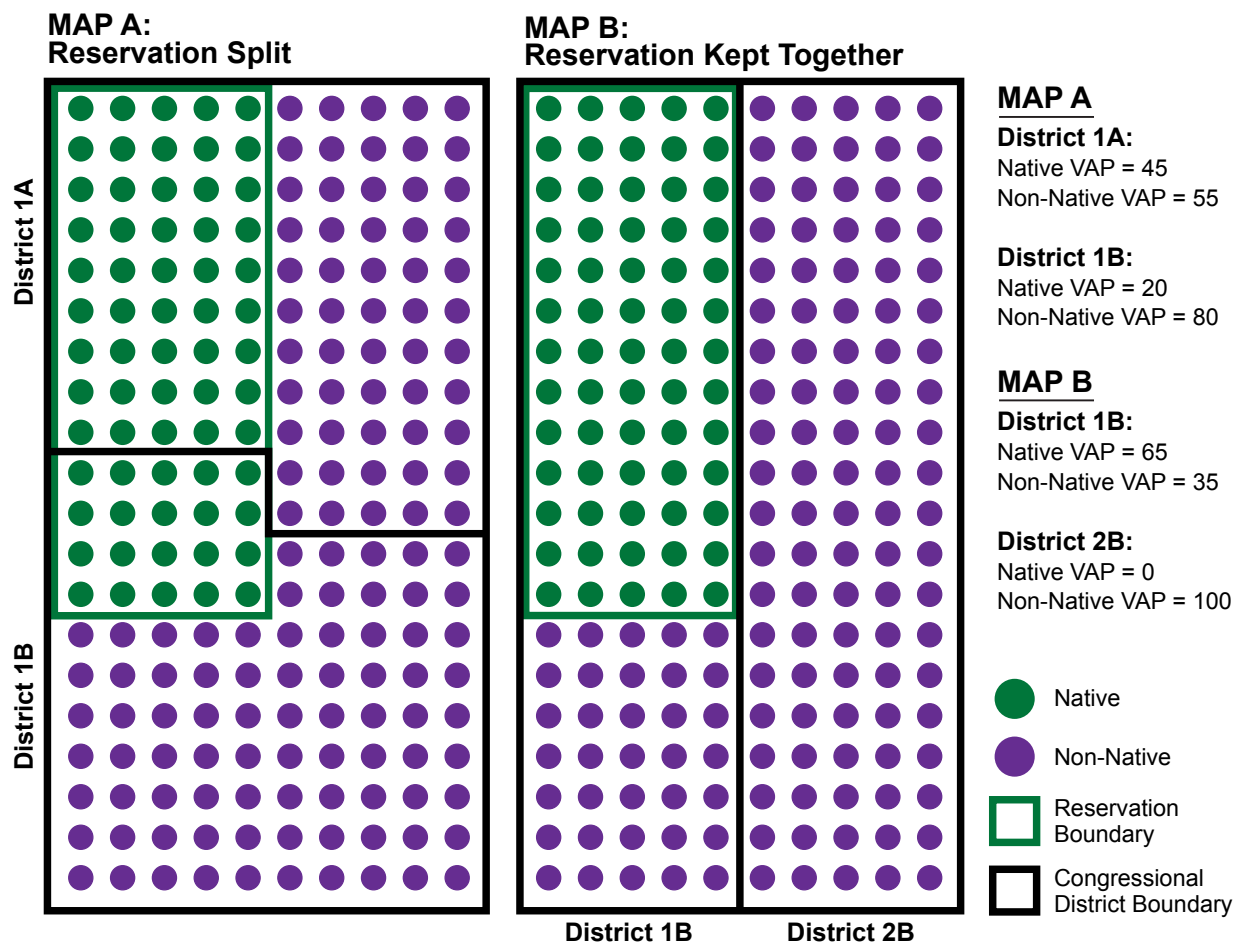 MAP A:
Reservation Split
MAP B:
Reservation Kept Together
District 1A
District 1B
District 1B
District 2B
MAP A
District 1A:
Native VAP = 45
Non-Native VAP = 55
District 1B:
Native VAP = 20
Non-Native VAP = 80
MAP B
District 1B:
Native VAP = 65
Non-Native VAP = 35
District 2B:
Native VAP = 0
Non-Native VAP = 100
Native
Non-Native
Reservation
Boundary
Congressional
District Boundary